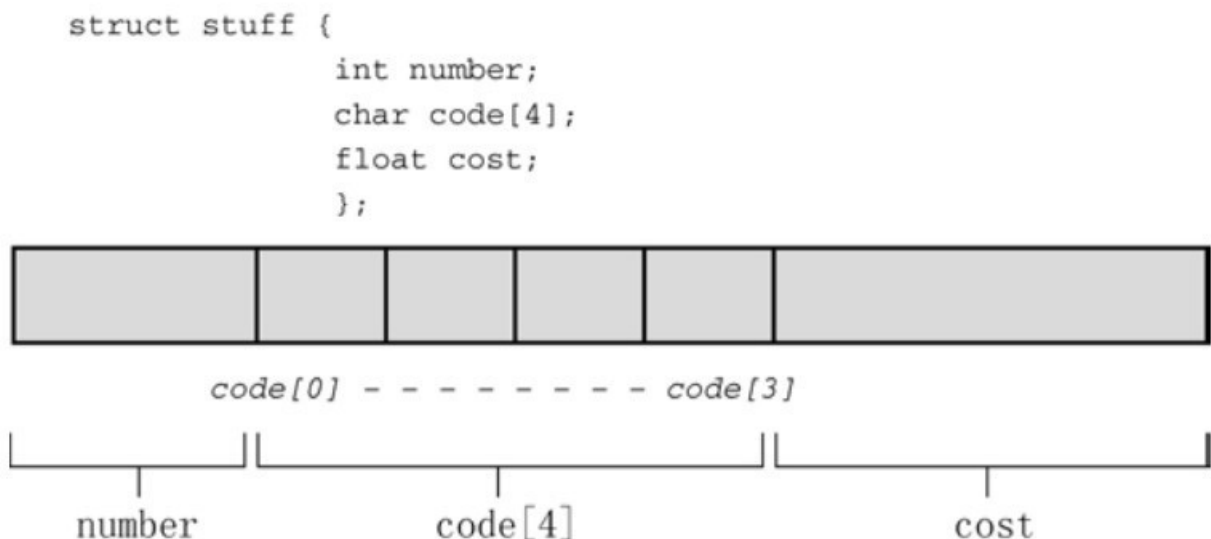 struct stuff {
int number;
char code[4];
float cost;
};
code[0] - - - - - - - - code[3]
number code[4] cost